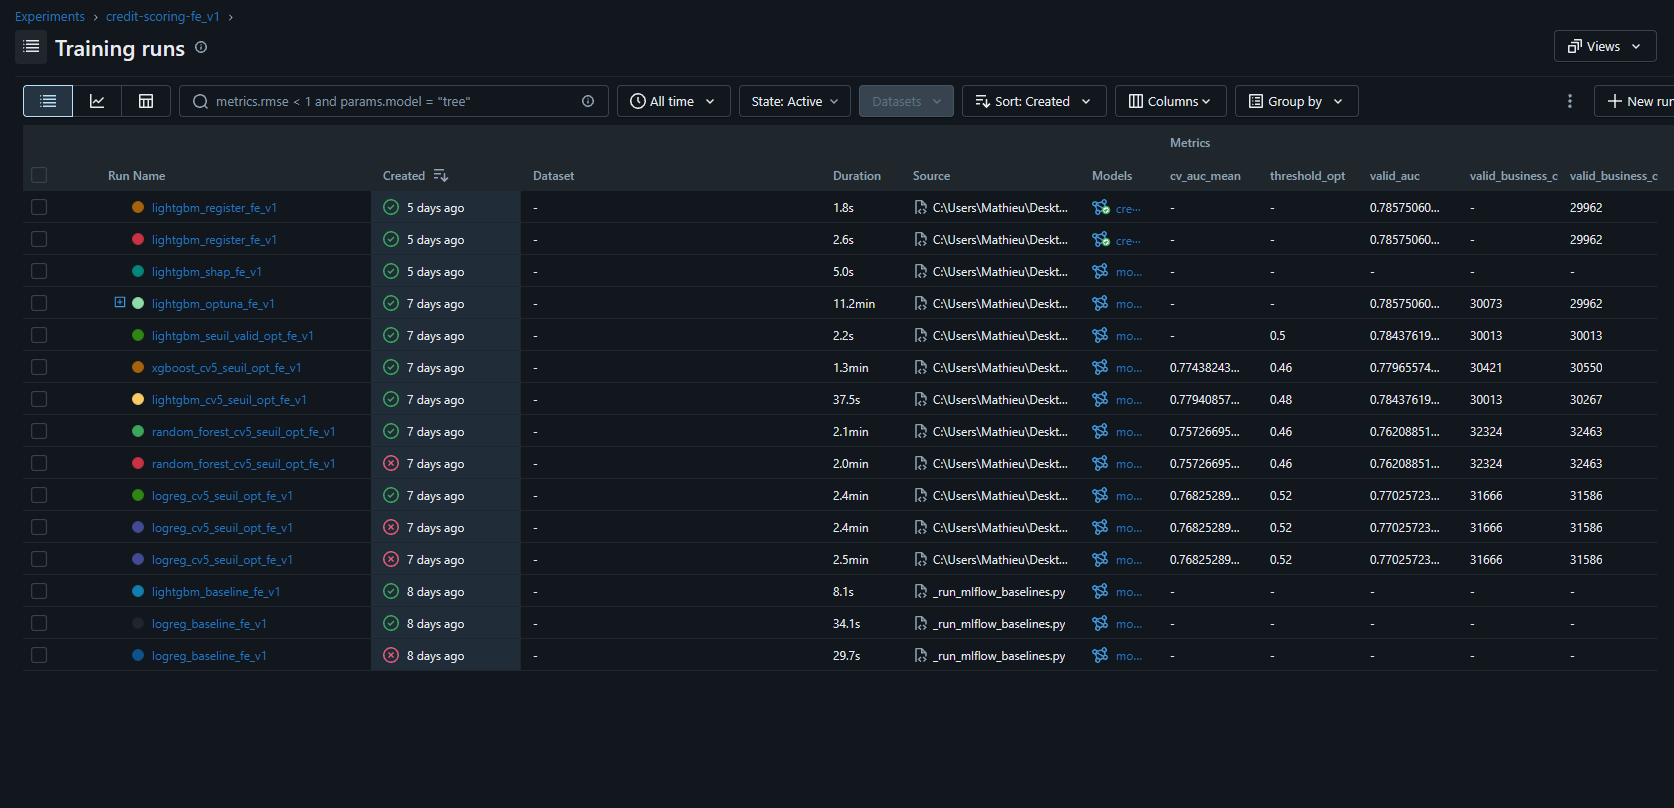 Experiments › credit-scoring-fe_v1 ›
Training runs
Views
metrics.rmse < 1 and params.model = "tree" All time State: Active Datasets Sort: Created Columns Group by New run
Metrics
Run Name Created Dataset Duration Source Models cv_auc_mean threshold_opt valid_auc valid_business_c valid_business_c
lightgbm_register_fe_v1 5 days ago - 1.8s C:\Users\Mathieu\Deskt... cre... - - 0.78575060... - 29962
lightgbm_register_fe_v1 5 days ago - 2.6s C:\Users\Mathieu\Deskt... cre... - - 0.78575060... - 29962
lightgbm_shap_fe_v1 5 days ago - 5.0s C:\Users\Mathieu\Deskt... mo... - - - - -
lightgbm_optuna_fe_v1 7 days ago - 11.2min C:\Users\Mathieu\Deskt... mo... - - 0.78575060... 30073 29962
lightgbm_seuil_valid_opt_fe_v1 7 days ago - 2.2s C:\Users\Mathieu\Deskt... mo... - 0.5 0.78437619... 30013 30013
xgboost_cv5_seuil_opt_fe_v1 7 days ago - 1.3min C:\Users\Mathieu\Deskt... mo... 0.77438243... 0.46 0.77965574... 30421 30550
lightgbm_cv5_seuil_opt_fe_v1 7 days ago - 37.5s C:\Users\Mathieu\Deskt... mo... 0.77940857... 0.48 0.78437619... 30013 30267
random_forest_cv5_seuil_opt_fe_v1 7 days ago - 2.1min C:\Users\Mathieu\Deskt... mo... 0.75726695... 0.46 0.76208851... 32324 32463
random_forest_cv5_seuil_opt_fe_v1 7 days ago - 2.0min C:\Users\Mathieu\Deskt... mo... 0.75726695... 0.46 0.76208851... 32324 32463
logreg_cv5_seuil_opt_fe_v1 7 days ago - 2.4min C:\Users\Mathieu\Deskt... mo... 0.76825289... 0.52 0.77025723... 31666 31586
logreg_cv5_seuil_opt_fe_v1 7 days ago - 2.4min C:\Users\Mathieu\Deskt... mo... 0.76825289... 0.52 0.77025723... 31666 31586
logreg_cv5_seuil_opt_fe_v1 7 days ago - 2.5min C:\Users\Mathieu\Deskt... mo... 0.76825289... 0.52 0.77025723... 31666 31586
lightgbm_baseline_fe_v1 8 days ago - 8.1s _run_mlflow_baselines.py mo... - - - - -
logreg_baseline_fe_v1 8 days ago - 34.1s _run_mlflow_baselines.py mo... - - - - -
logreg_baseline_fe_v1 8 days ago - 29.7s _run_mlflow_baselines.py mo... - - - - -